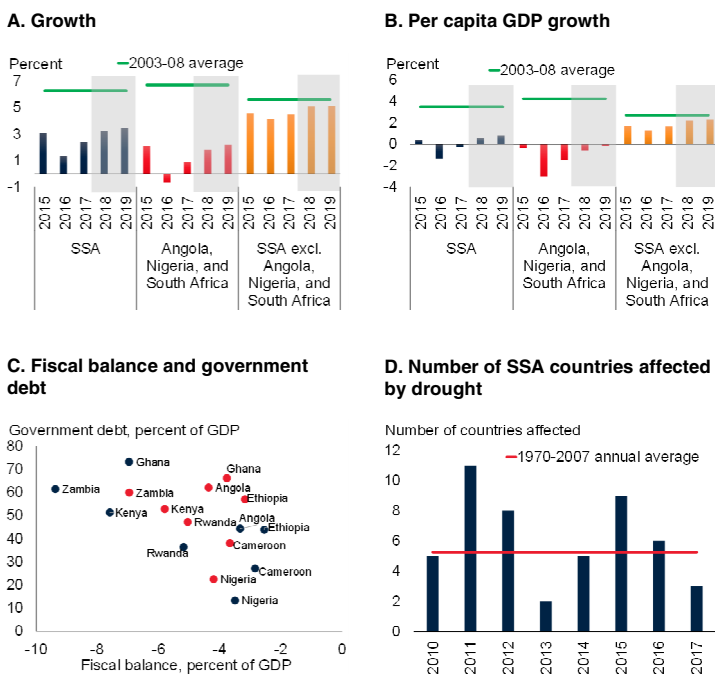 A. Growth
Percent
2003-08 average
7
5
3
1
-1
2015
2016
2017
2018
2019
2015
2016
2017
2018
2019
2015
2016
2017
2018
2019
SSA
Angola,
Nigeria, and
South Africa
SSA excl.
Angola,
Nigeria, and
South Africa
B. Per capita GDP growth
Percent
2003-08 average
6
4
2
0
-2
-4
2015
2016
2017
2018
2019
2015
2016
2017
2018
2019
2015
2016
2017
2018
2019
SSA
Angola,
Nigeria, and
South Africa
SSA excl.
Angola,
Nigeria, and
South Africa
C. Fiscal balance and government
debt
Government debt, percent of GDP
80
70
60
50
40
30
20
10
0
Ghana
Ghana
Zambia
Zambia
Angola
Ethiopia
Kenya
Kenya
Rwanda
Angola
Ethiopia
Rwanda
Cameroon
Cameroon
Nigeria
Nigeria
-10
-8
-6
-4
-2
0
Fiscal balance, percent of GDP
D. Number of SSA countries affected
by drought
Number of countries affected
12
10
8
6
4
2
0
1970-2007 annual average
2010
2011
2012
2013
2014
2015
2016
2017